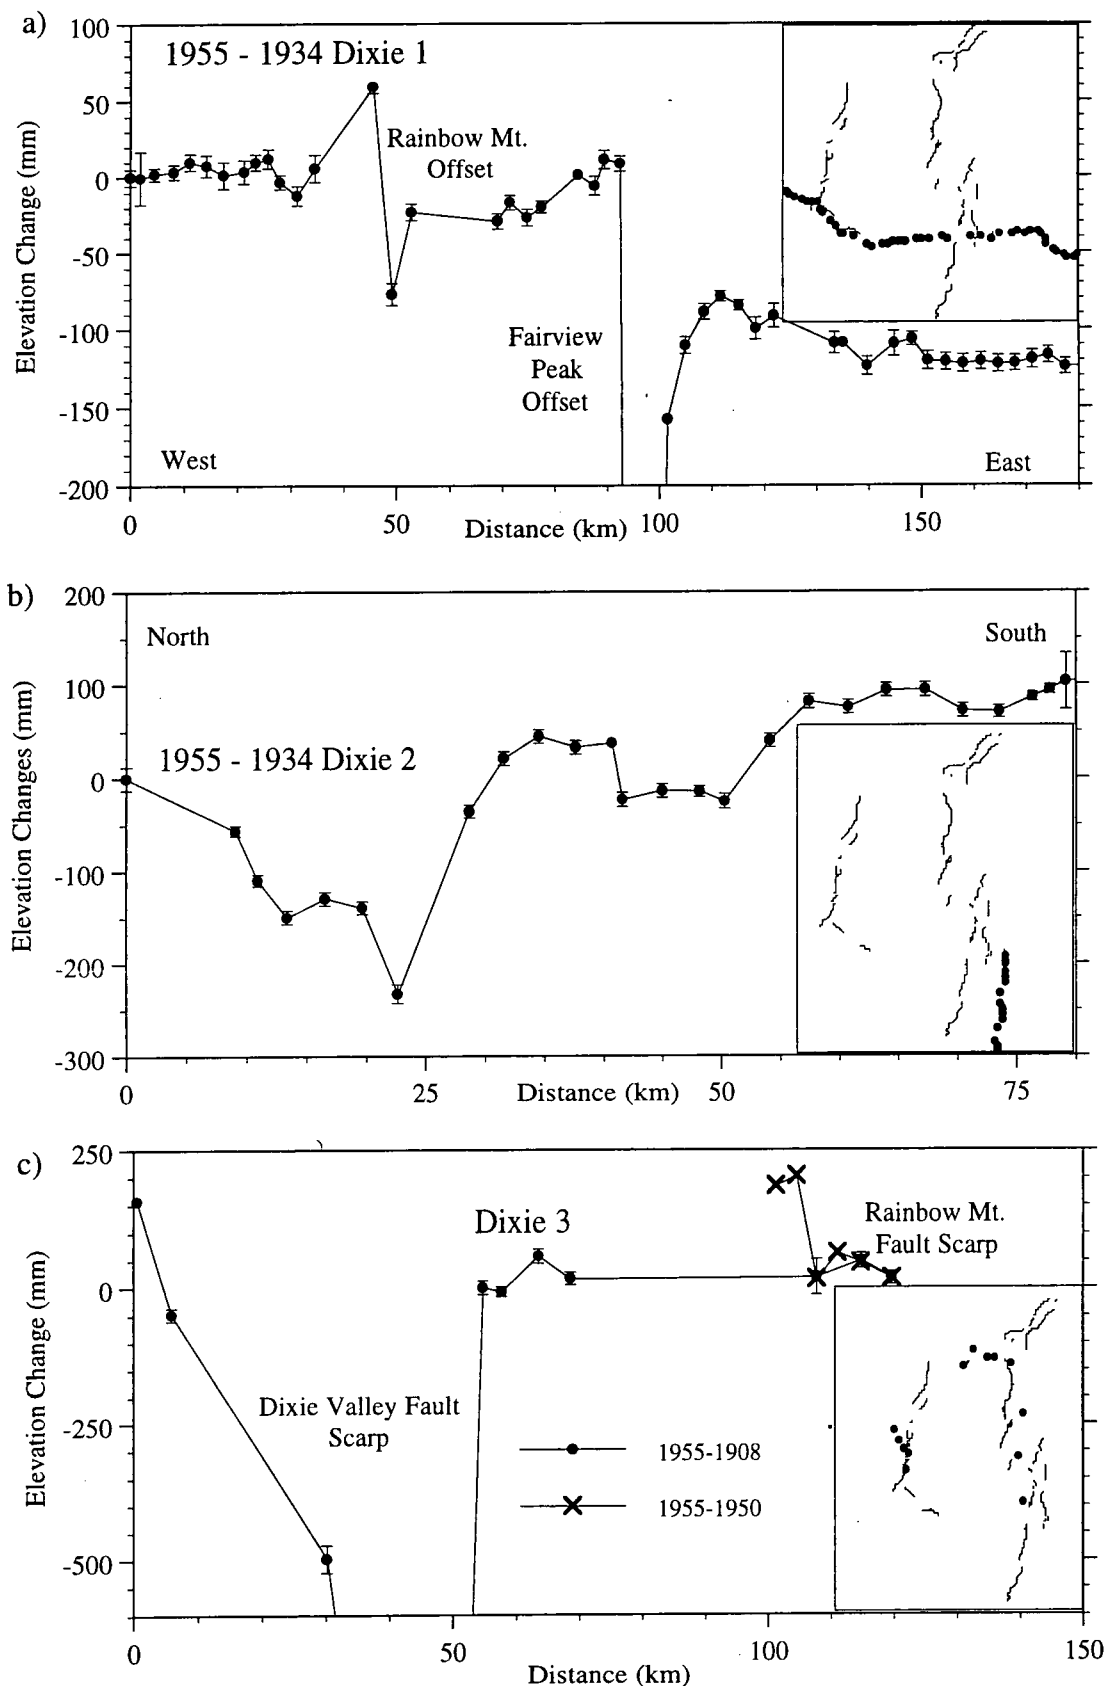 a)
1955 - 1934 Dixie 1
Elevation Change (mm)
100
50
0
-50
-100
-150
-200
Rainbow Mt.
Offset
Fairview
Peak
Offset
West
East
0
50
100
150
Distance (km)
b)
Elevation Changes (mm)
200
100
0
-100
-200
-300
North
South
1955 - 1934 Dixie 2
0
25
50
75
Distance (km)
c)
Elevation Change (mm)
250
0
-250
-500
Dixie 3
Rainbow Mt.
Fault Scarp
Dixie Valley Fault
Scarp
1955-1908
1955-1950
0
50
100
150
Distance (km)